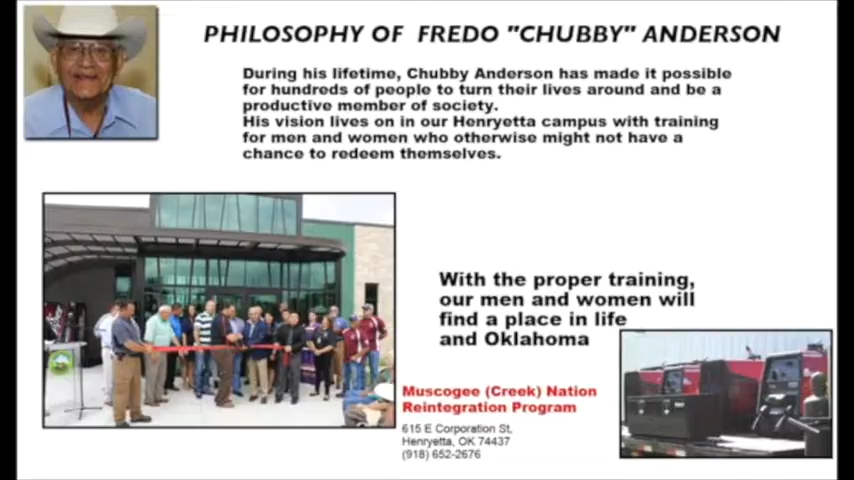 PHILOSOPHY OF FREDO "CHUBBY" ANDERSON
During his lifetime, Chubby Anderson has made it possible
for hundreds of people to turn their lives around and be a
productive member of society.
His vision lives on in our Henryetta campus with training
for men and women who otherwise might not have a
chance to redeem themselves.
With the proper training,
our men and women will
find a place in life
and Oklahoma
Muscogee (Creek) Nation
Reintegration Program
615 E Corporation St,
Henryetta, OK 74437
(918) 652-2676